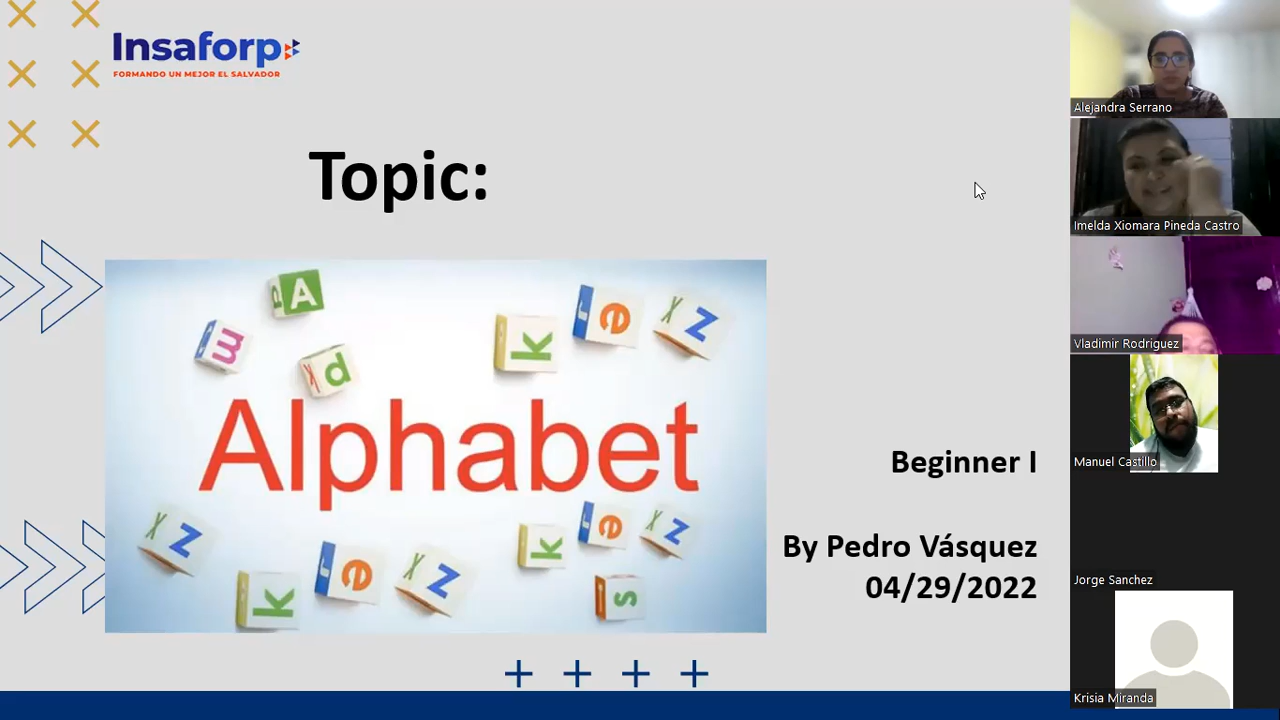 Insaforp
FORMANDO UN MEJOR EL SALVADOR
Topic:
A
m
X d
k
r e
X Z
Alphabet
X Z
k
r e
X Z
k
r e
X Z
s
Beginner I
By Pedro Vásquez
04/29/2022
Alejandra Serrano
Imelda Xiomara Pineda Castro
Vladimir Rodriguez
Manuel Castillo
Jorge Sanchez
Krisia Miranda